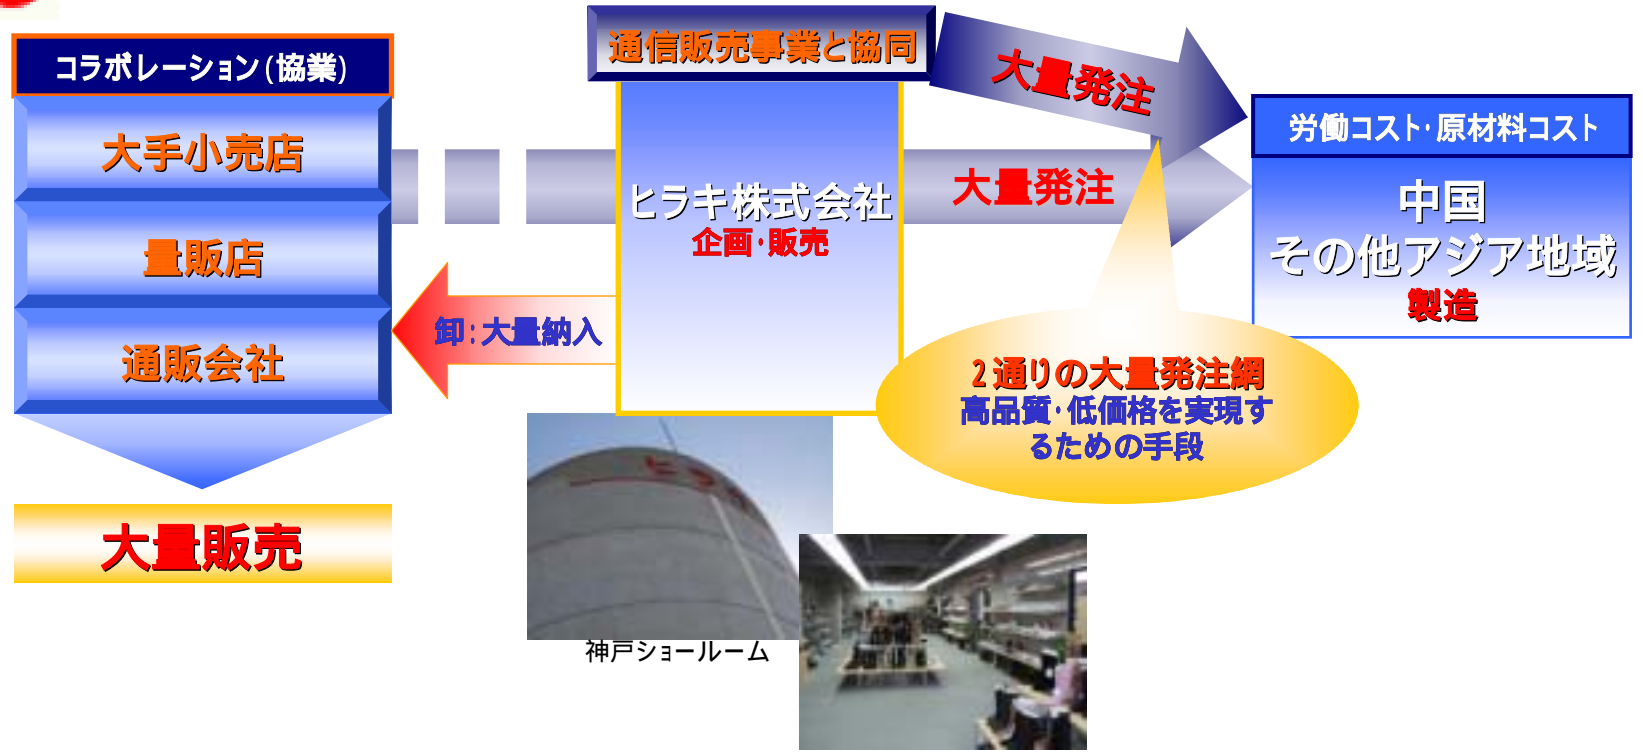 コラボレーション(協業)
大手小売店
量販店
通販会社
大量販売
通信販売事業と協同
ヒラキ株式会社
企画・販売
卸:大量納入
大量発注
大量発注
労働コスト・原材料コスト
中国
その他アジア地域
製造
2通りの大量発注網
高品質・低価格を実現す
るための手段
ヒラキ
神戸ショールーム